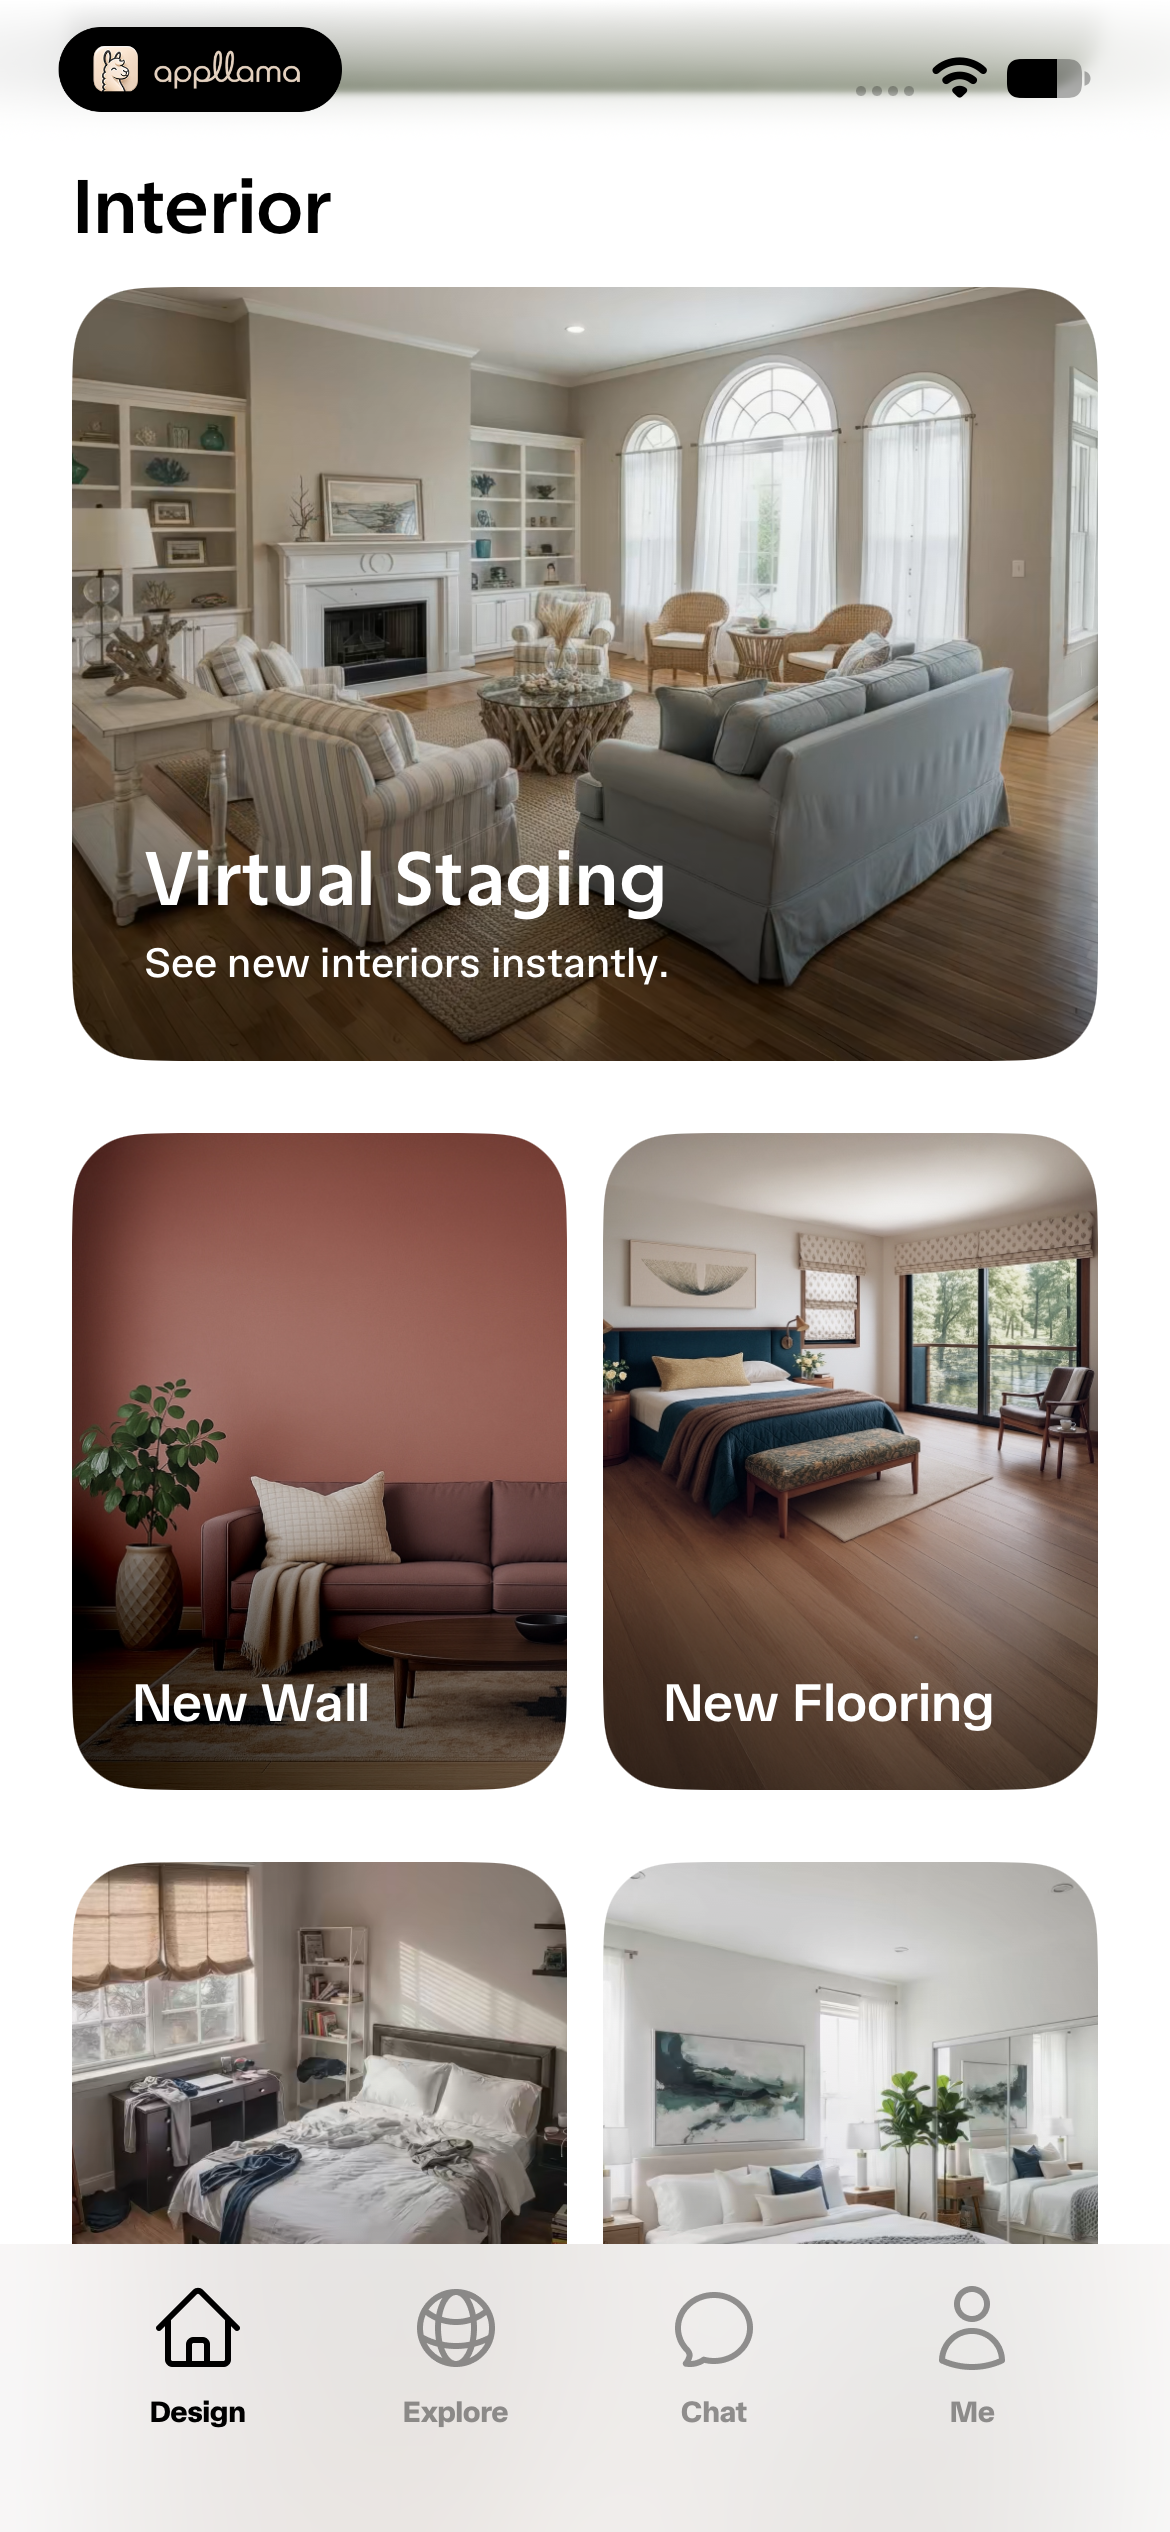 appllama
Interior
Virtual Staging
See new interiors instantly.
New Wall
New Flooring
Design
Explore
Chat
Me